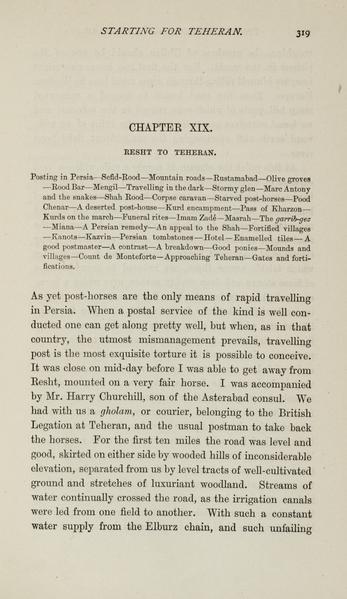 STARTING FOR TEHERAN. 319
CHAPTER XIX.
RESHT TO TEHERAN.
Posting in Persia—Sefid-Rood—Mountain roads—Rustamabad—Olive groves
—Rood Bar—Mengil—Travelling in the dark—Stormy glen—Marc Antony
and the snakes—Shah Rood—Corpse caravan—Starved post-horses—Pood
Chenar—A deserted post-house—Kurd encampment—Pass of Kharzon—
Kurds on the march—Funeral rites—Imam Zadé—Masrah—The garrib-gez
—Miana—A Persian remedy—An appeal to the Shah—Fortified villages
—Kanots—Kazvin—Persian tombstones—Hotel—Enamelled tiles—A
good postmaster—A contrast—A breakdown—Good ponies—Mounds and
villages—Count de Monteforte—Approaching Teheran—Gates and forti-
fications.
As yet post-horses are the only means of rapid travelling
in Persia. When a postal service of the kind is well con-
ducted one can get along pretty well, but when, as in that
country, the utmost mismanagement prevails, travelling
post is the most exquisite torture it is possible to conceive.
It was close on mid-day before I was able to get away from
Resht, mounted on a very fair horse. I was accompanied
by Mr. Harry Churchill, son of the Asterabad consul. We
had with us a gholam, or courier, belonging to the British
Legation at Teheran, and the usual postman to take back
the horses. For the first ten miles the road was level and
good, skirted on either side by wooded hills of inconsiderable
elevation, separated from us by level tracts of well-cultivated
ground and stretches of luxuriant woodland. Streams of
water continually crossed the road, as the irrigation canals
were led from one field to another. With such a constant
water supply from the Elburz chain, and such unfailing